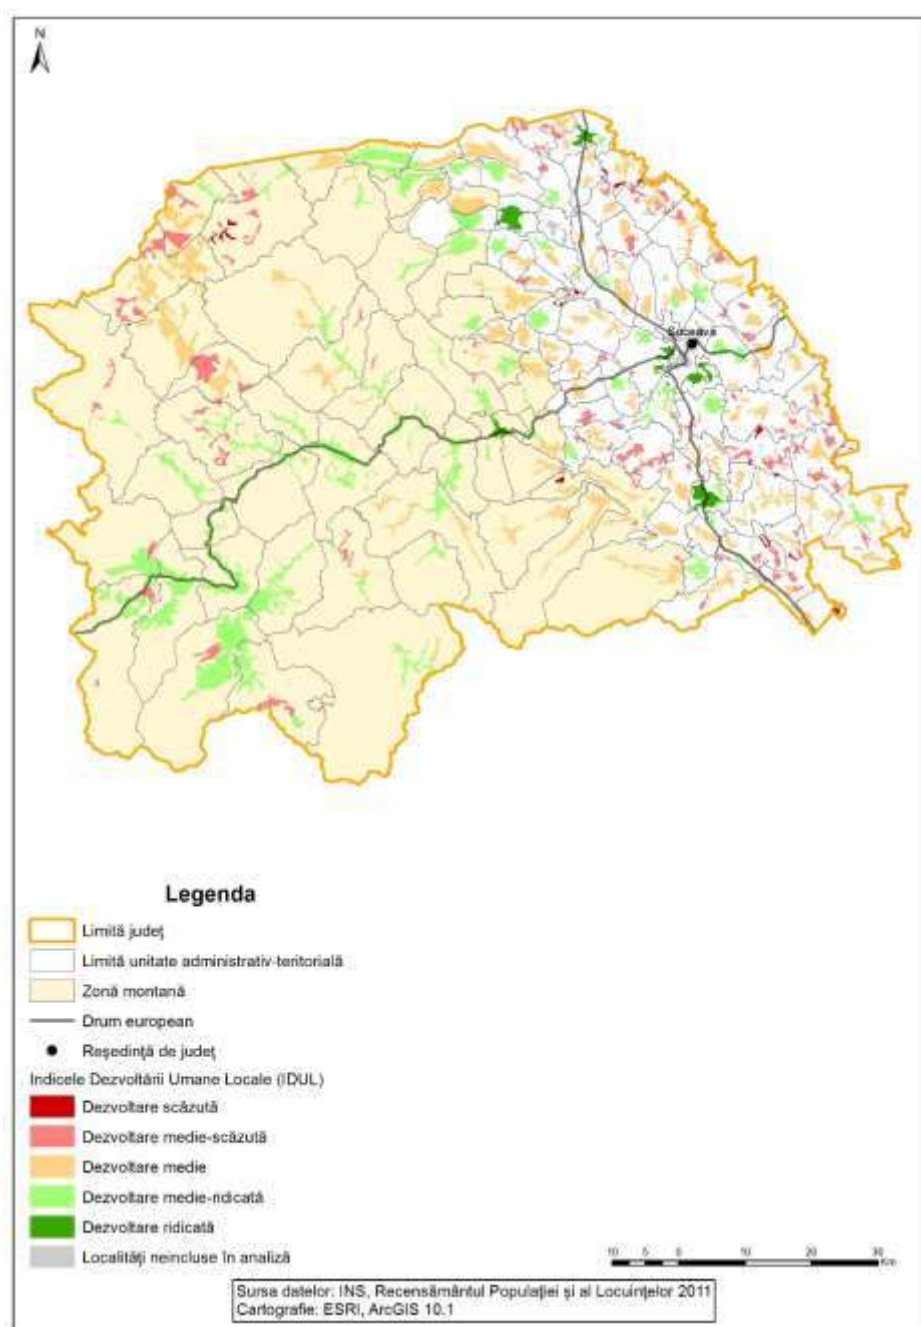 N
Suceava
Legenda
Limită județ
Limită unitate administrativ-teritorială
Zonă montană
Drum european
Reședință de județ
Indicele Dezvoltării Umane Locale (IDUL)
Dezvoltare scăzută
Dezvoltare medie-scăzută
Dezvoltare medie
Dezvoltare medie-ridicată
Dezvoltare ridicată
Localități neincluse în analiză
10 5 0 10 20 30
Km
Sursa datelor: INS, Recensământul Populației și al Locuințelor 2011
Cartografie: ESRI, ArcGIS 10.1